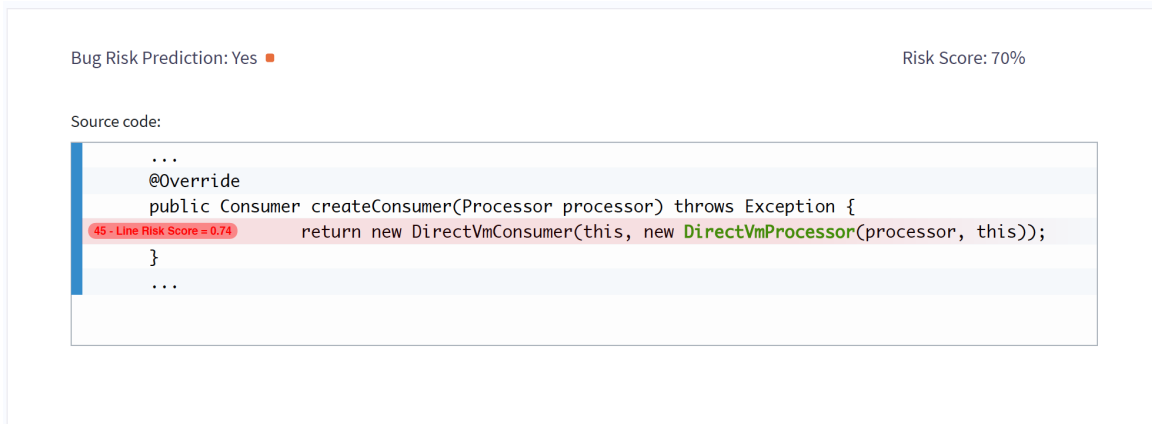 Bug Risk Prediction: Yes
Risk Score: 70%
Source code:
...
@Override
public Consumer createConsumer(Processor processor) throws Exception {
45 - Line Risk Score = 0.74 return new DirectVmConsumer(this, new DirectVmProcessor(processor, this));
}
...